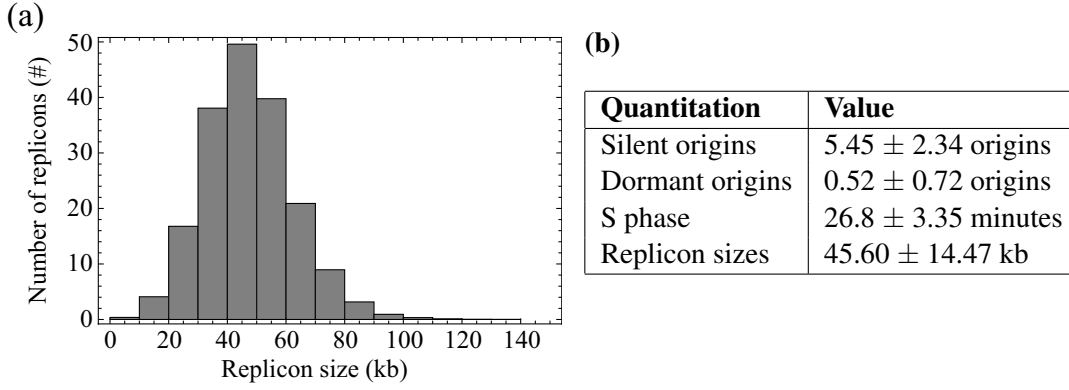 (a)
50
40
30
20
10
0
Number of replicons (#)
0 20 40 60 80 100 120 140
Replicon size (kb)
(b)
Quantitation Value
Silent origins 5.45 ± 2.34 origins
Dormant origins 0.52 ± 0.72 origins
S phase 26.8 ± 3.35 minutes
Replicon sizes 45.60 ± 14.47 kb